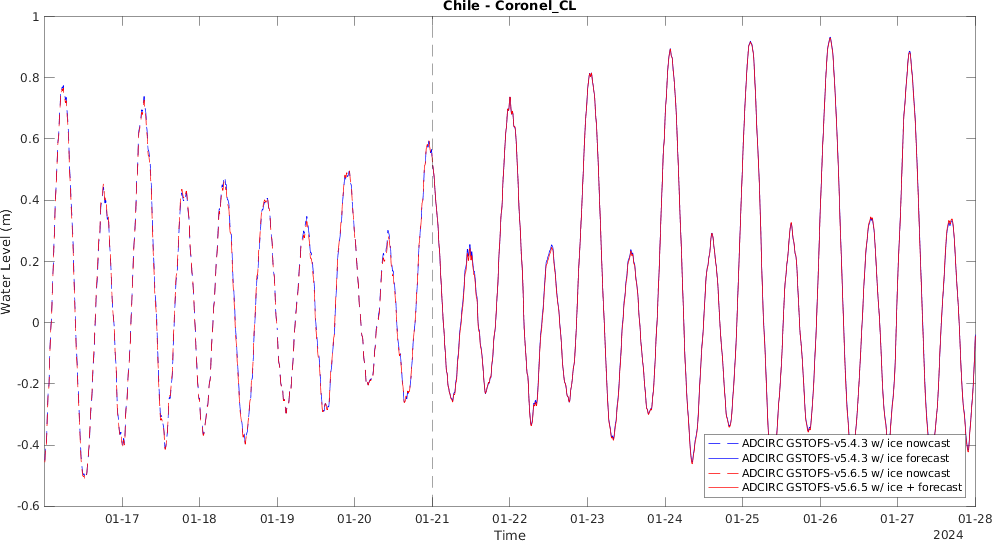 Chile - Coronel_CL
Water Level (m)
1
0.8
0.6
0.4
0.2
0
-0.2
-0.4
-0.6
ADCIRC GSTOFS-v5.4.3 w/ ice nowcast
ADCIRC GSTOFS-v5.4.3 w/ ice forecast
ADCIRC GSTOFS-v5.6.5 w/ ice nowcast
ADCIRC GSTOFS-v5.6.5 w/ ice + forecast
01-17 01-18 01-19 01-20 01-21 01-22 01-23 01-24 01-25 01-26 01-27 01-28
Time
2024